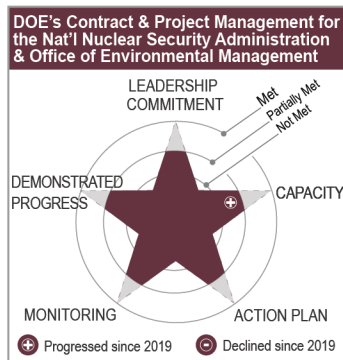 DOE's Contract & Project Management for
the Nat'l Nuclear Security Administration
& Office of Environmental Management
LEADERSHIP
COMMITMENT
Met
Partially Met
Not Met
DEMONSTRATED
PROGRESS
CAPACITY
MONITORING
ACTION PLAN
Progressed since 2019
Declined since 2019